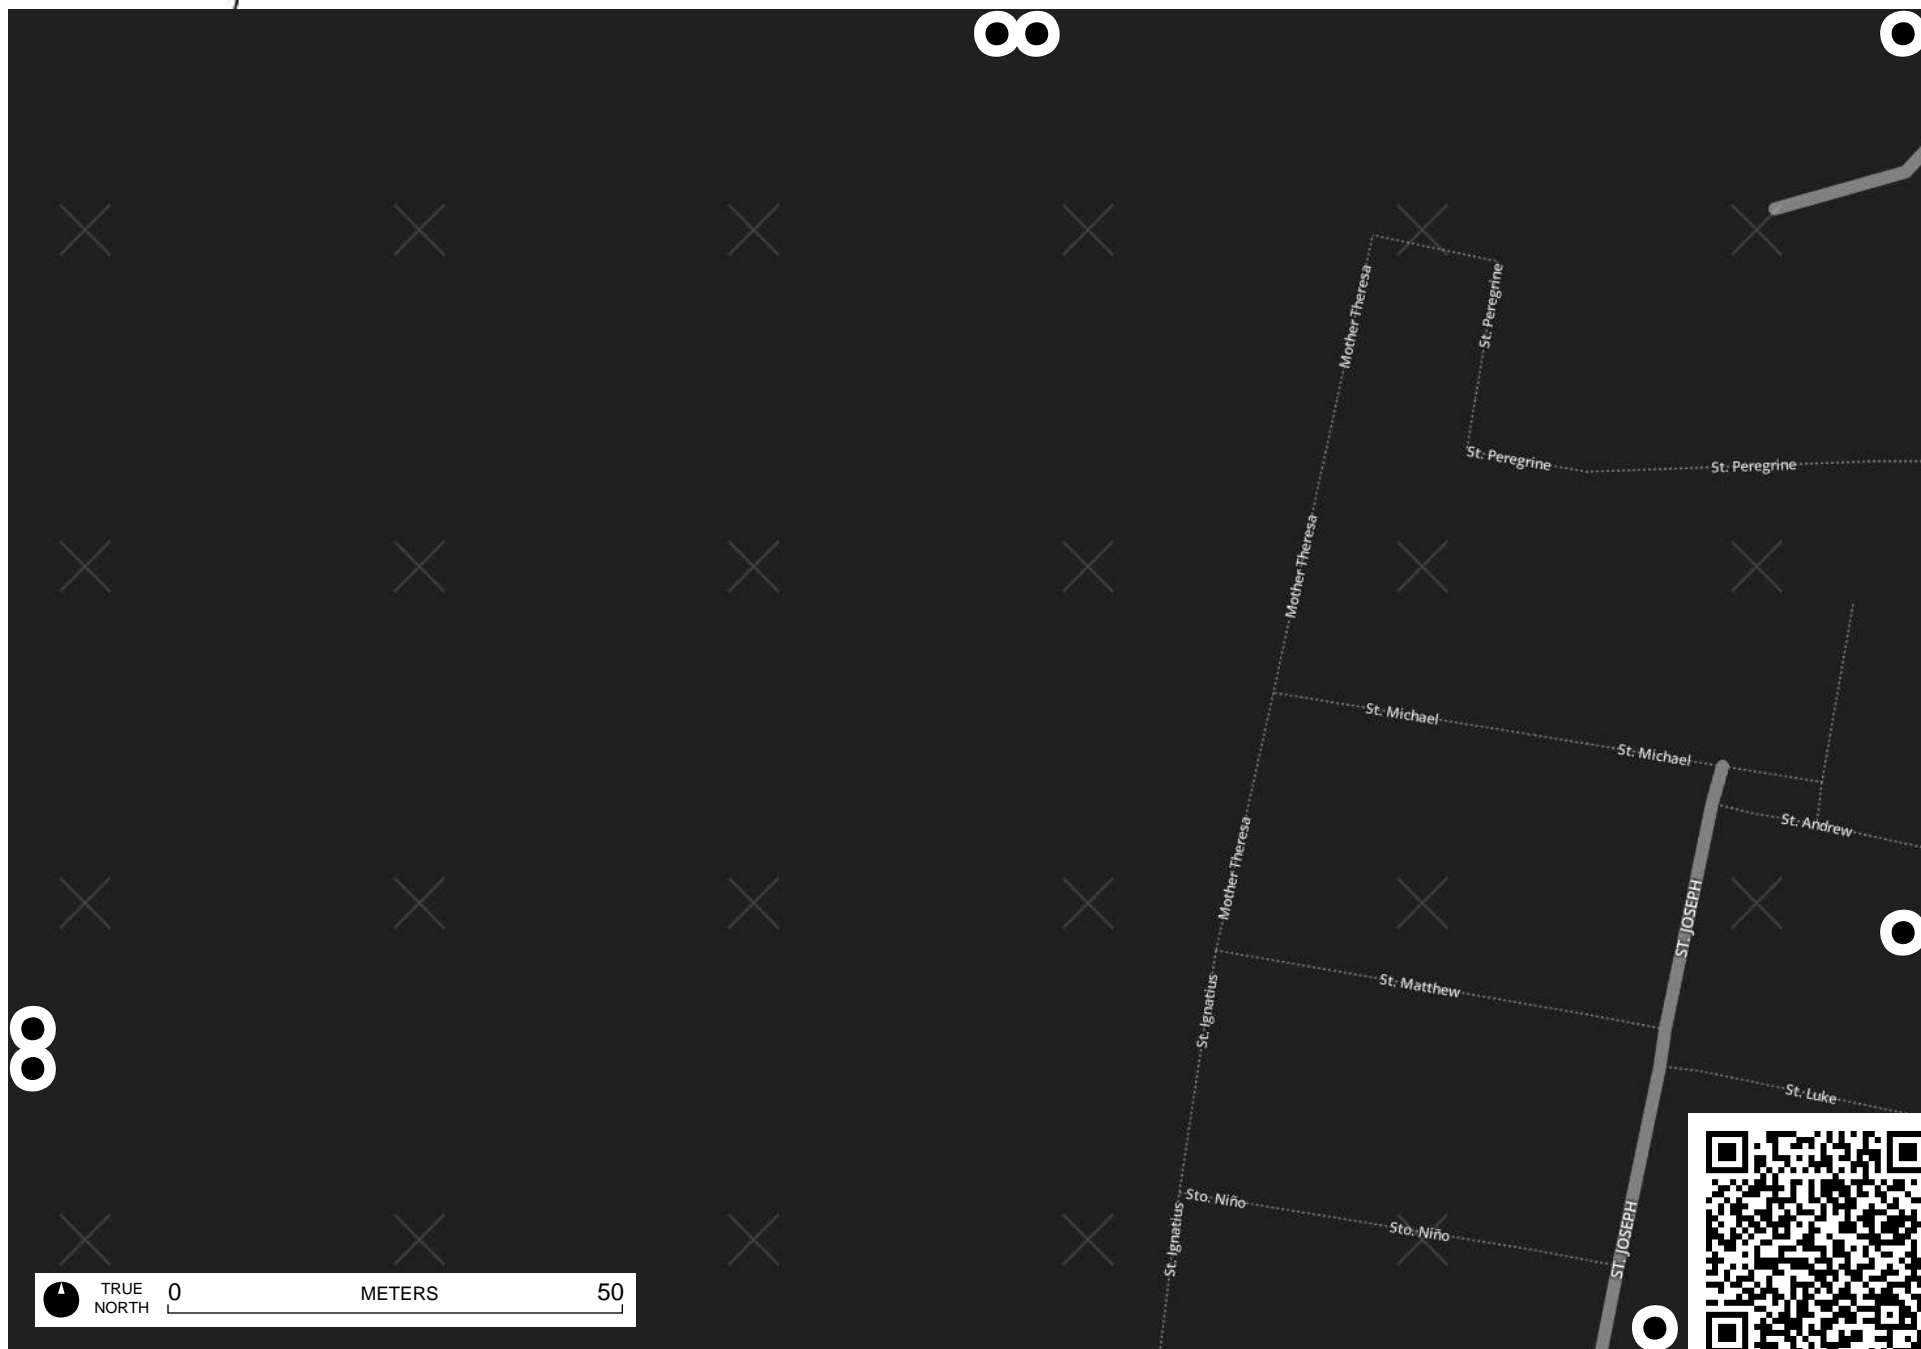 Mother Theresa
St. Peregrine
St. Peregrine
St. Peregrine
Mother Theresa
St. Michael
St. Michael
St. Andrew
Mother Theresa
ST. JOSEPH
St. Matthew
St. Ignatius
St. Luke
Sto. Niño
Sto. Niño
St. Ignatius
ST. JOSEPH
TRUE
NORTH
0
METERS
50